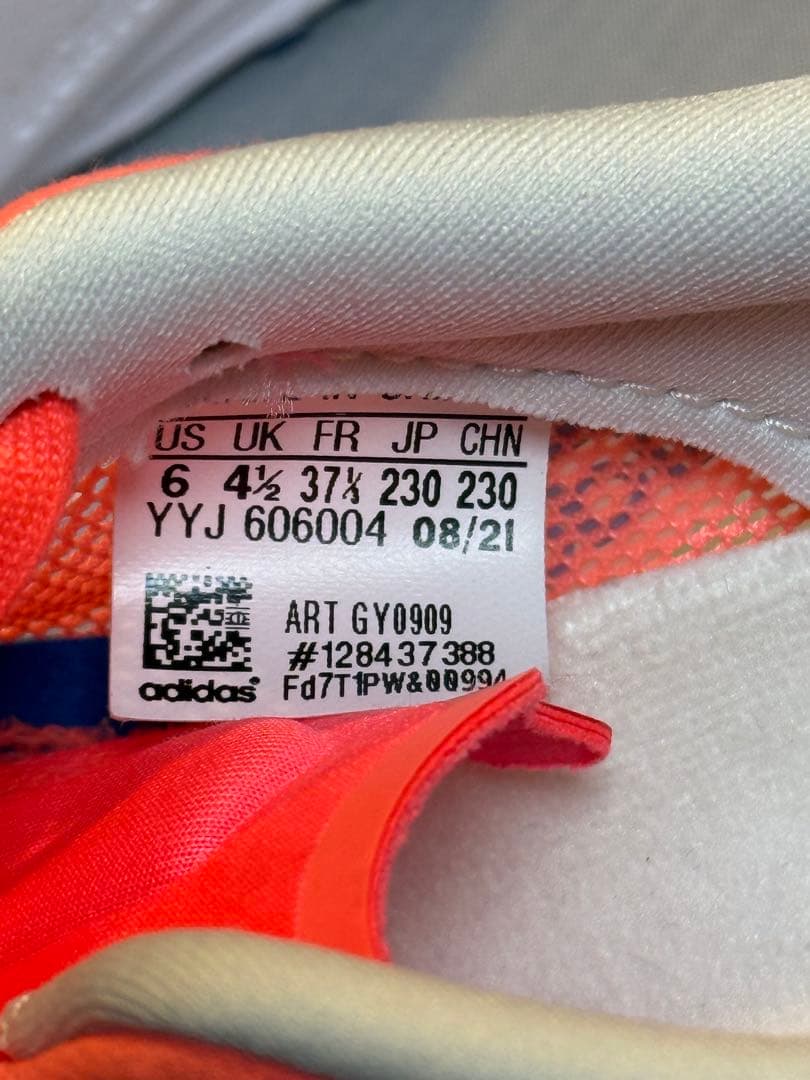 US UK FR JP CHN
6 4½ 37⅓ 230 230
YYJ 606004 08/21
ART GY0909
#128437388
adidas Fd7T1PW&00994